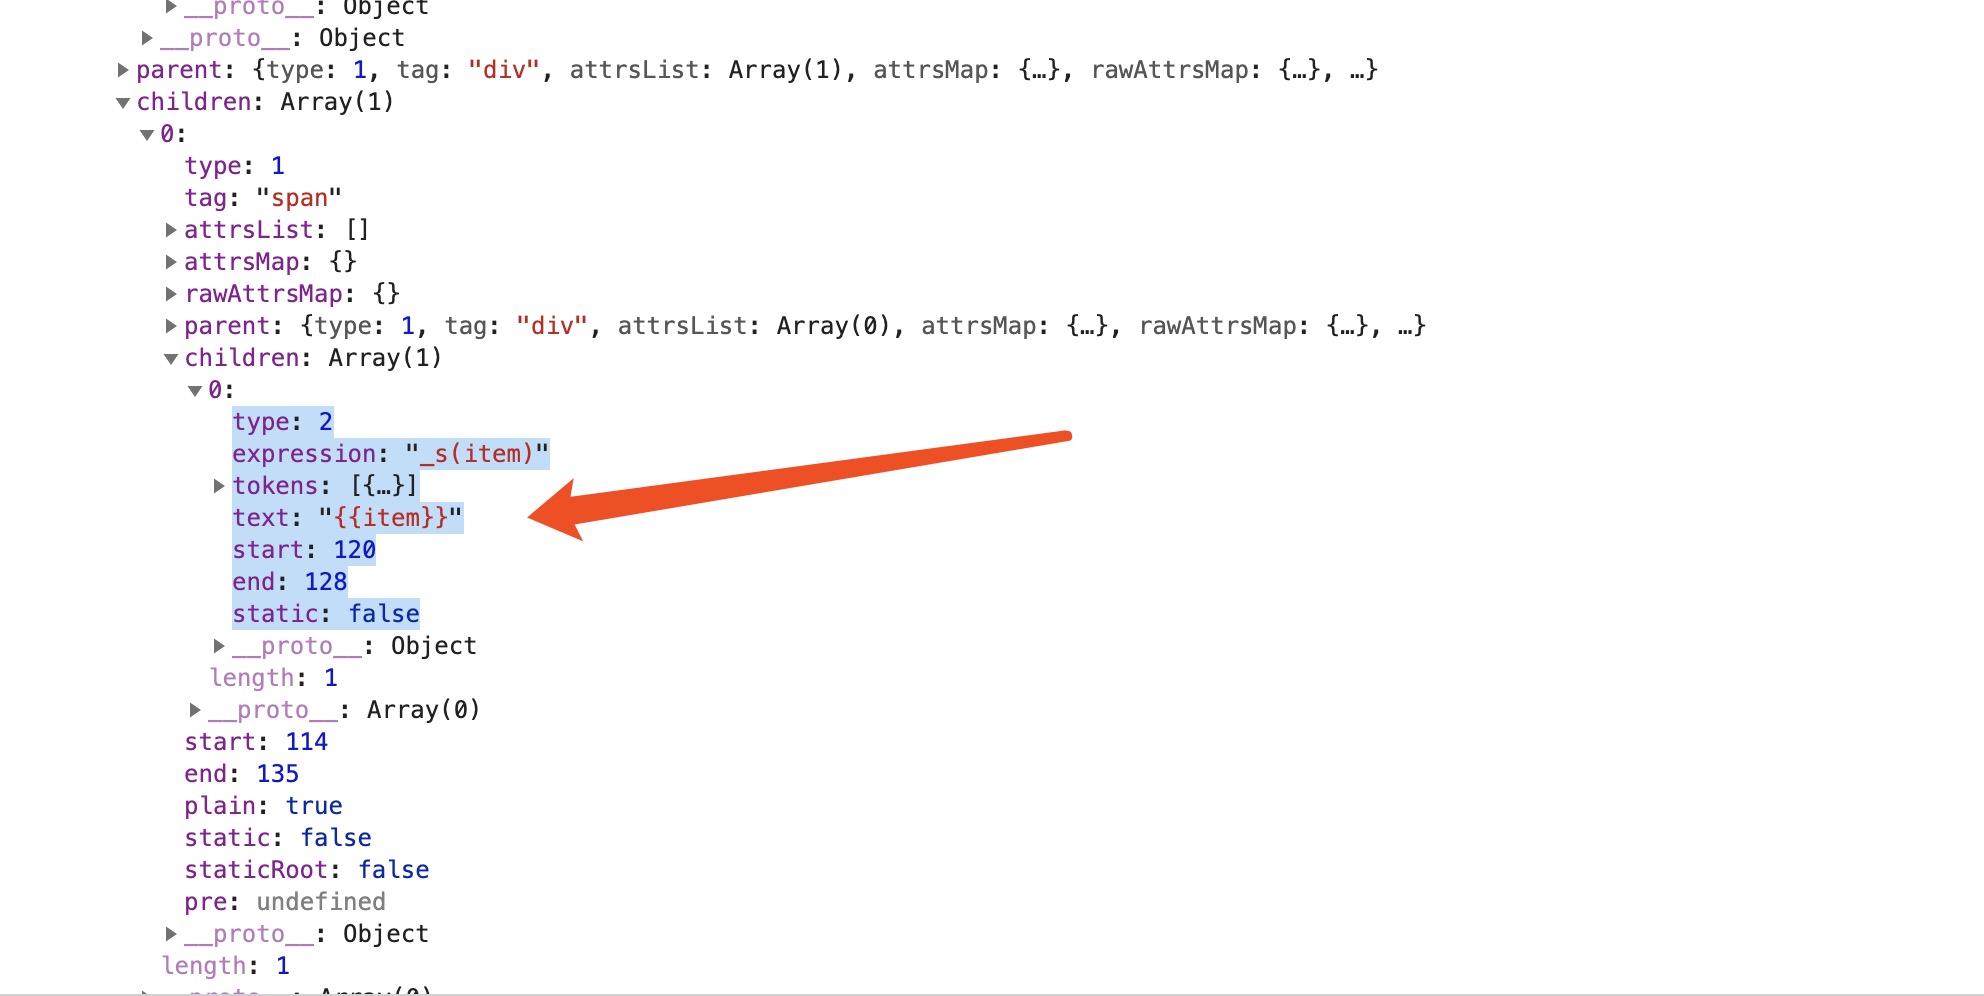 ▶ __proto__: Object
▶ __proto__: Object
▶ parent: {type: 1, tag: "div", attrsList: Array(1), attrsMap: {…}, rawAttrsMap: {…}, …}
▼ children: Array(1)
▼ 0:
type: 1
tag: "span"
▶ attrsList: []
▶ attrsMap: {}
▶ rawAttrsMap: {}
▶ parent: {type: 1, tag: "div", attrsList: Array(0), attrsMap: {…}, rawAttrsMap: {…}, …}
▼ children: Array(1)
▼ 0:
type: 2
expression: "_s(item)"
▶ tokens: [{…}]
text: "{{item}}"
start: 120
end: 128
static: false
▶ __proto__: Object
length: 1
▶ __proto__: Array(0)
start: 114
end: 135
plain: true
static: false
staticRoot: false
pre: undefined
▶ __proto__: Object
length: 1
▶ __proto__: Array(0)